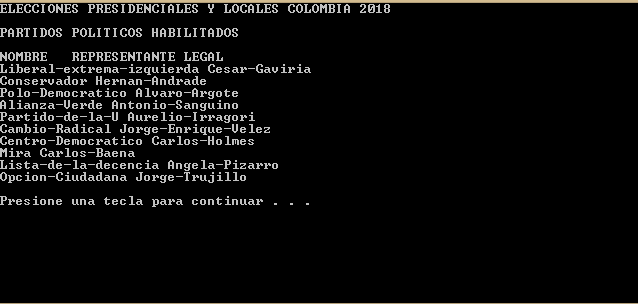 ELECCIONES PRESIDENCIALES Y LOCALES COLOMBIA 2018
PARTIDOS POLITICOS HABILITADOS
NOMBRE   REPRESENTANTE LEGAL
Liberal-extrema-izquierda Cesar-Gaviria
Conservador Hernan-Andrade
Polo-Democratico Alvaro-Argote
Alianza-Verde Antonio-Sanguino
Partido-de-la-U Aurelio-Irragori
Cambio-Radical Jorge-Enrique-Velez
Centro-Democratico Carlos-Holmes
Mira Carlos-Baena
Lista-de-la-decencia Angela-Pizarro
Opcion-Ciudadana Jorge-Trujillo
Presione una tecla para continuar . . .